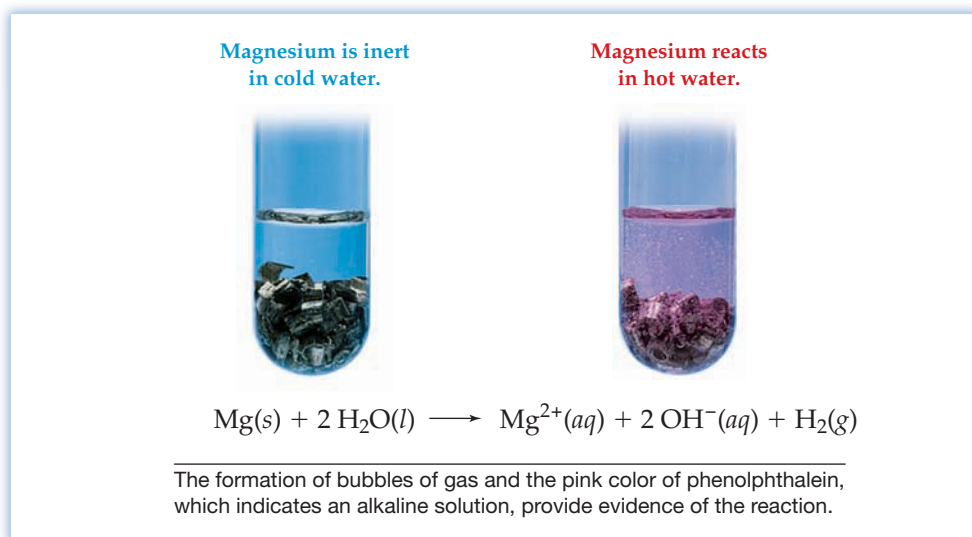 Magnesium is inert
in cold water.
Magnesium reacts
in hot water.
Mg(s) + 2 H₂O(l) ⟶ Mg²⁺(aq) + 2 OH⁻(aq) + H₂(g)
The formation of bubbles of gas and the pink color of phenolphthalein,
which indicates an alkaline solution, provide evidence of the reaction.